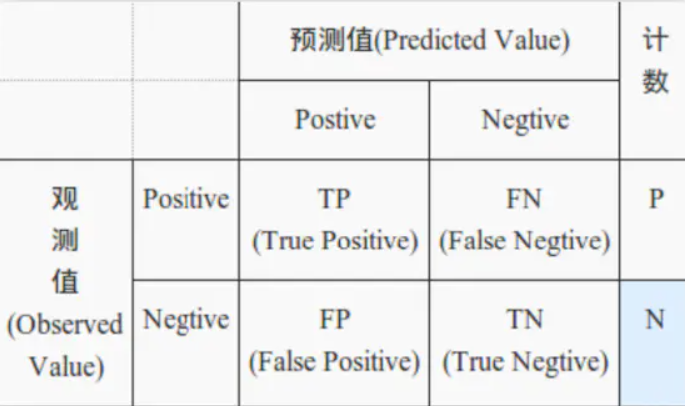 预测值(Predicted Value)
计
数
Postive
Negtive
观
测
值
(Observed
Value)
Positive
TP
(True Positive)
FN
(False Negtive)
P
Negtive
FP
(False Positive)
TN
(True Negtive)
N